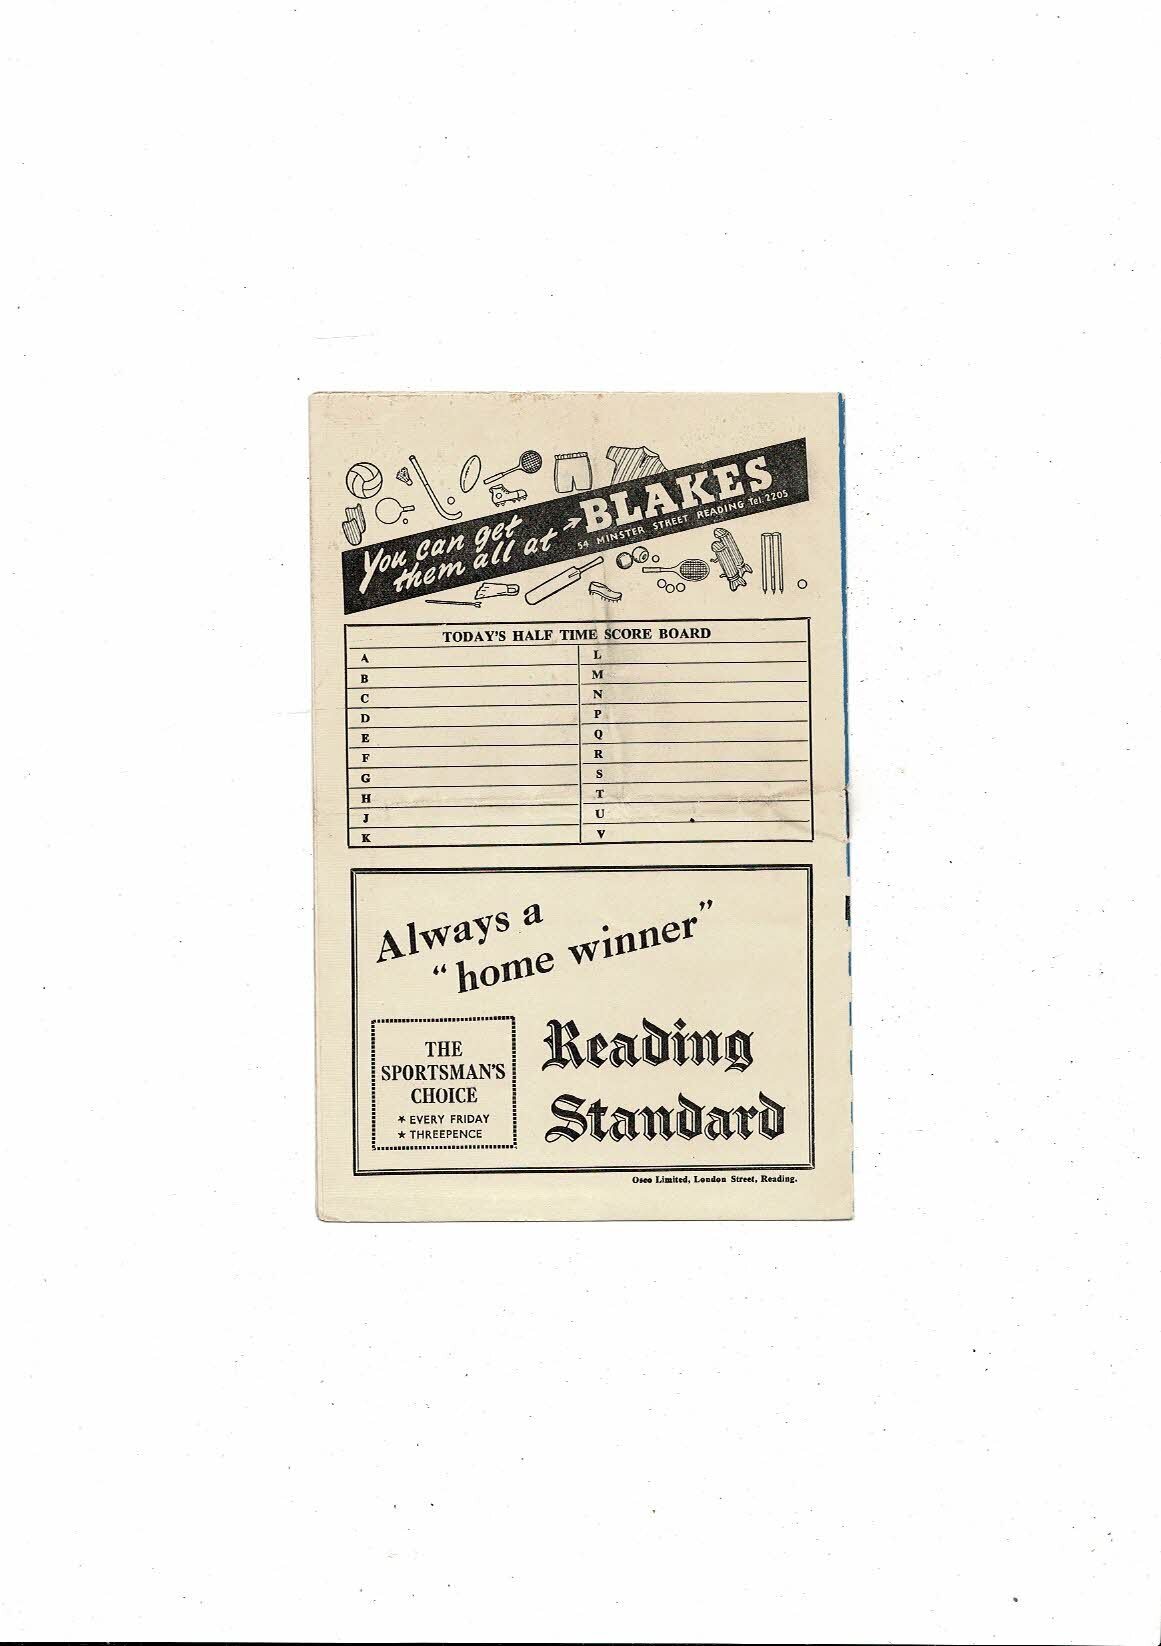 You can get
them all at
BLAKES
54 MINSTER STREET READING Tel: 2205
TODAY'S HALF TIME SCORE BOARD
A
B
C
D
E
F
G
H
J
K
L
M
N
P
Q
R
S
T
U
V
Always a
"home winner"
THE
SPORTSMAN'S
CHOICE
★ EVERY FRIDAY
★ THREEPENCE
Reading
Standard
Osco Limited, London Street, Reading.